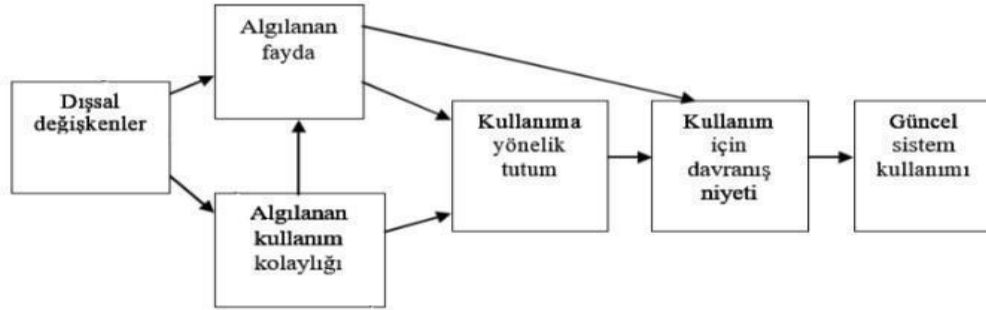 Algılanan
fayda
Dışsal
değişkenler
Algılanan
kullanım
kolaylığı
Kullanıma
yönelik
tutum
Kullanım
için
davranış
niyeti
Güncel
sistem
kullanımı